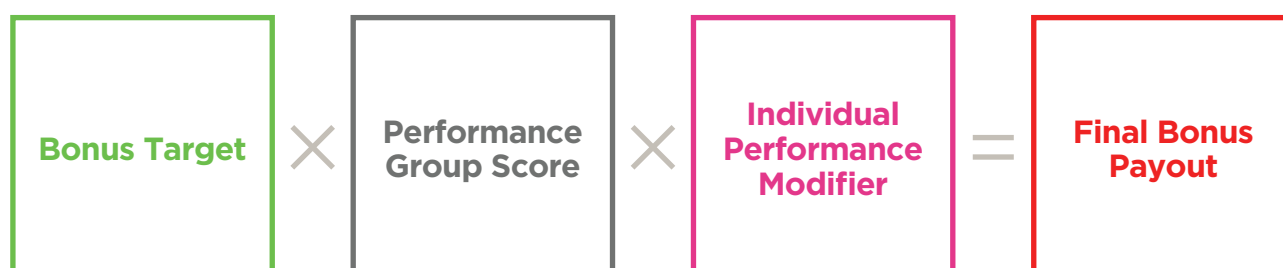 Bonus Target
×
Performance
Group Score
×
Individual
Performance
Modifier
=
Final Bonus
Payout